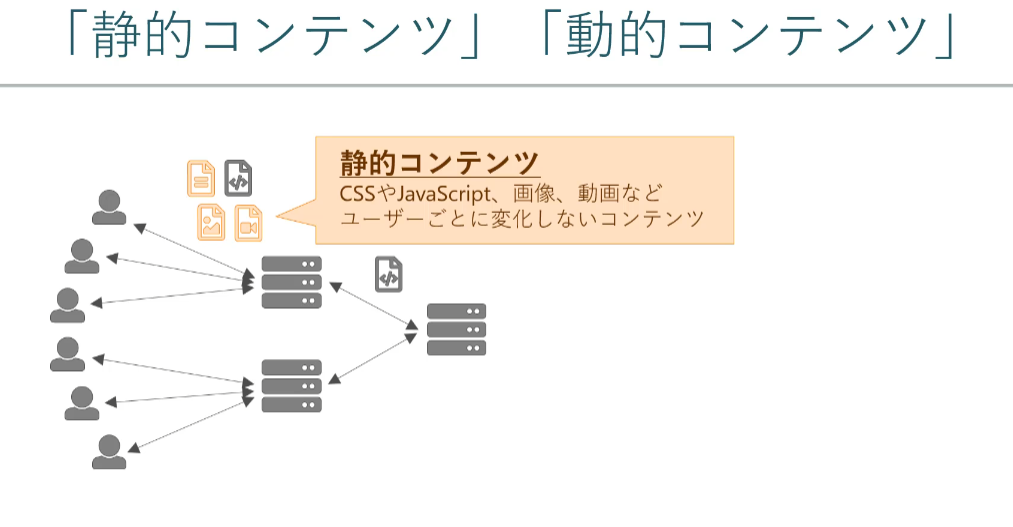 「静的コンテンツ」「動的コンテンツ」
静的コンテンツ
CSSやJavaScript、画像、動画など
ユーザーごとに変化しないコンテンツ